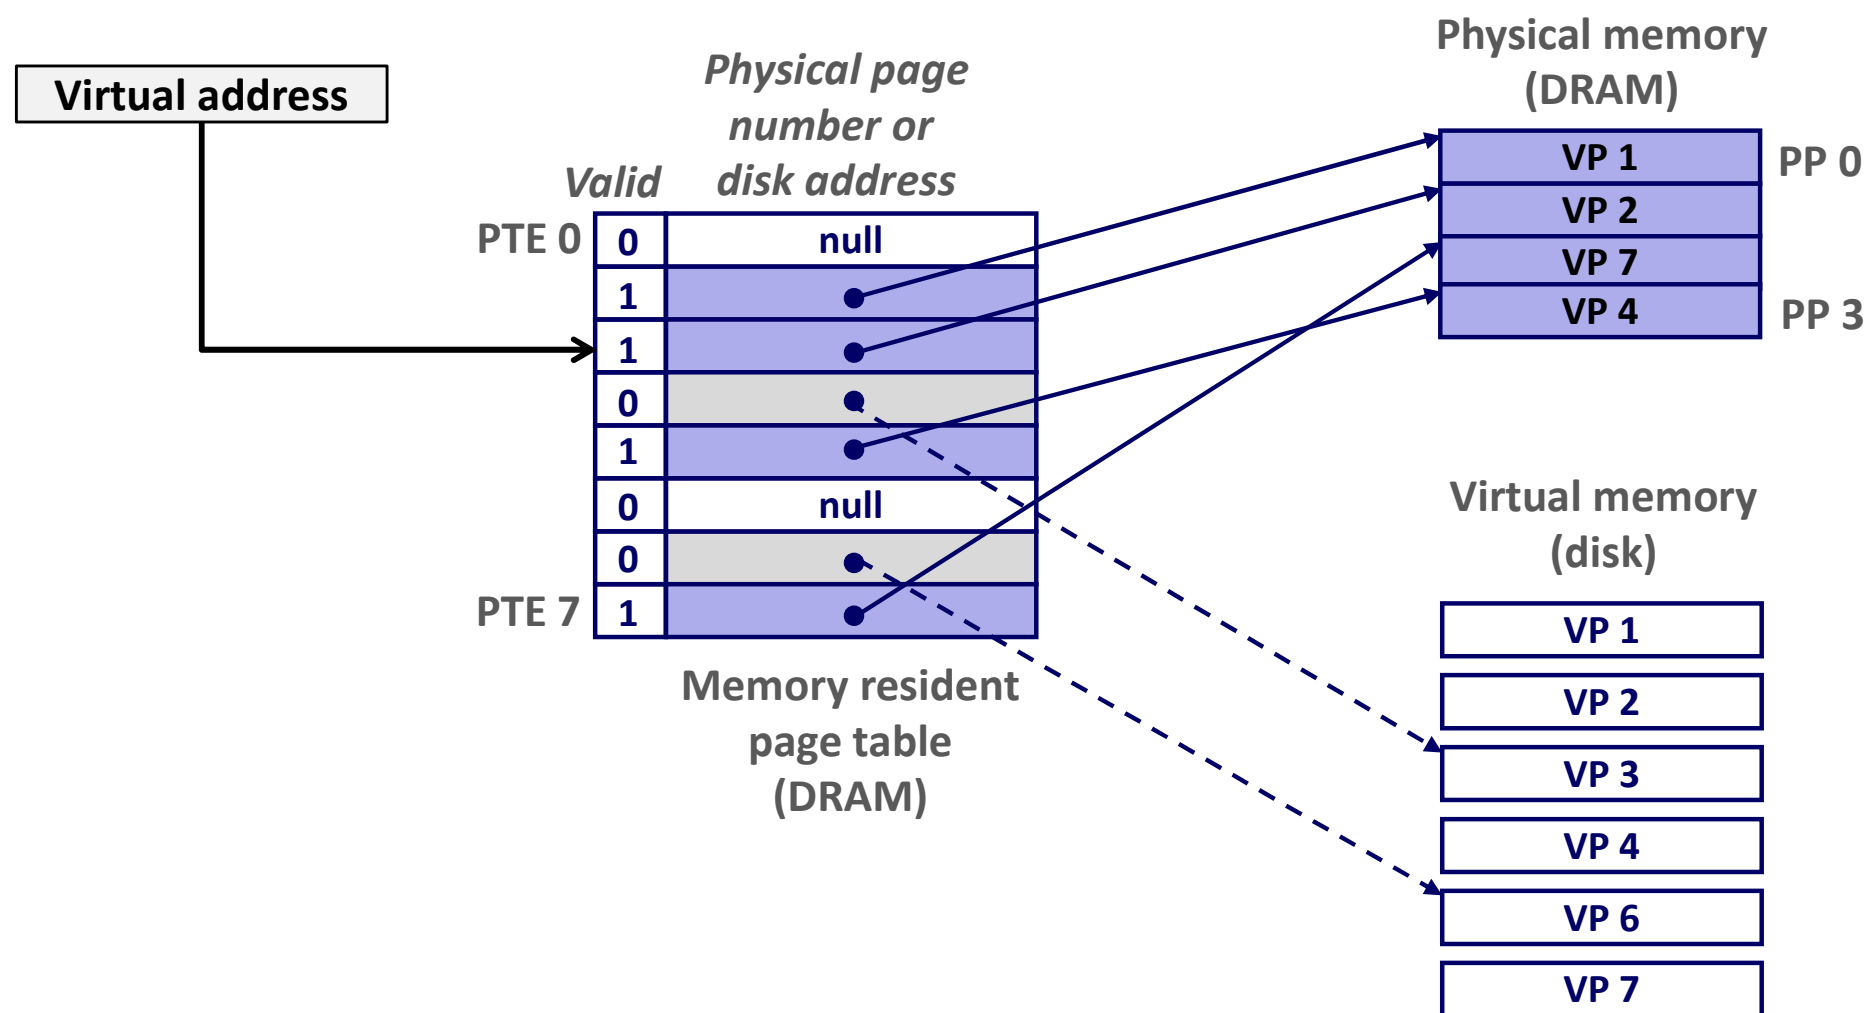 Virtual address
Physical page
number or
disk address
Valid
PTE 0
0
null
1
1
0
1
0
null
0
PTE 7
1
Memory resident
page table
(DRAM)
Physical memory
(DRAM)
VP 1
PP 0
VP 2
VP 7
VP 4
PP 3
Virtual memory
(disk)
VP 1
VP 2
VP 3
VP 4
VP 6
VP 7